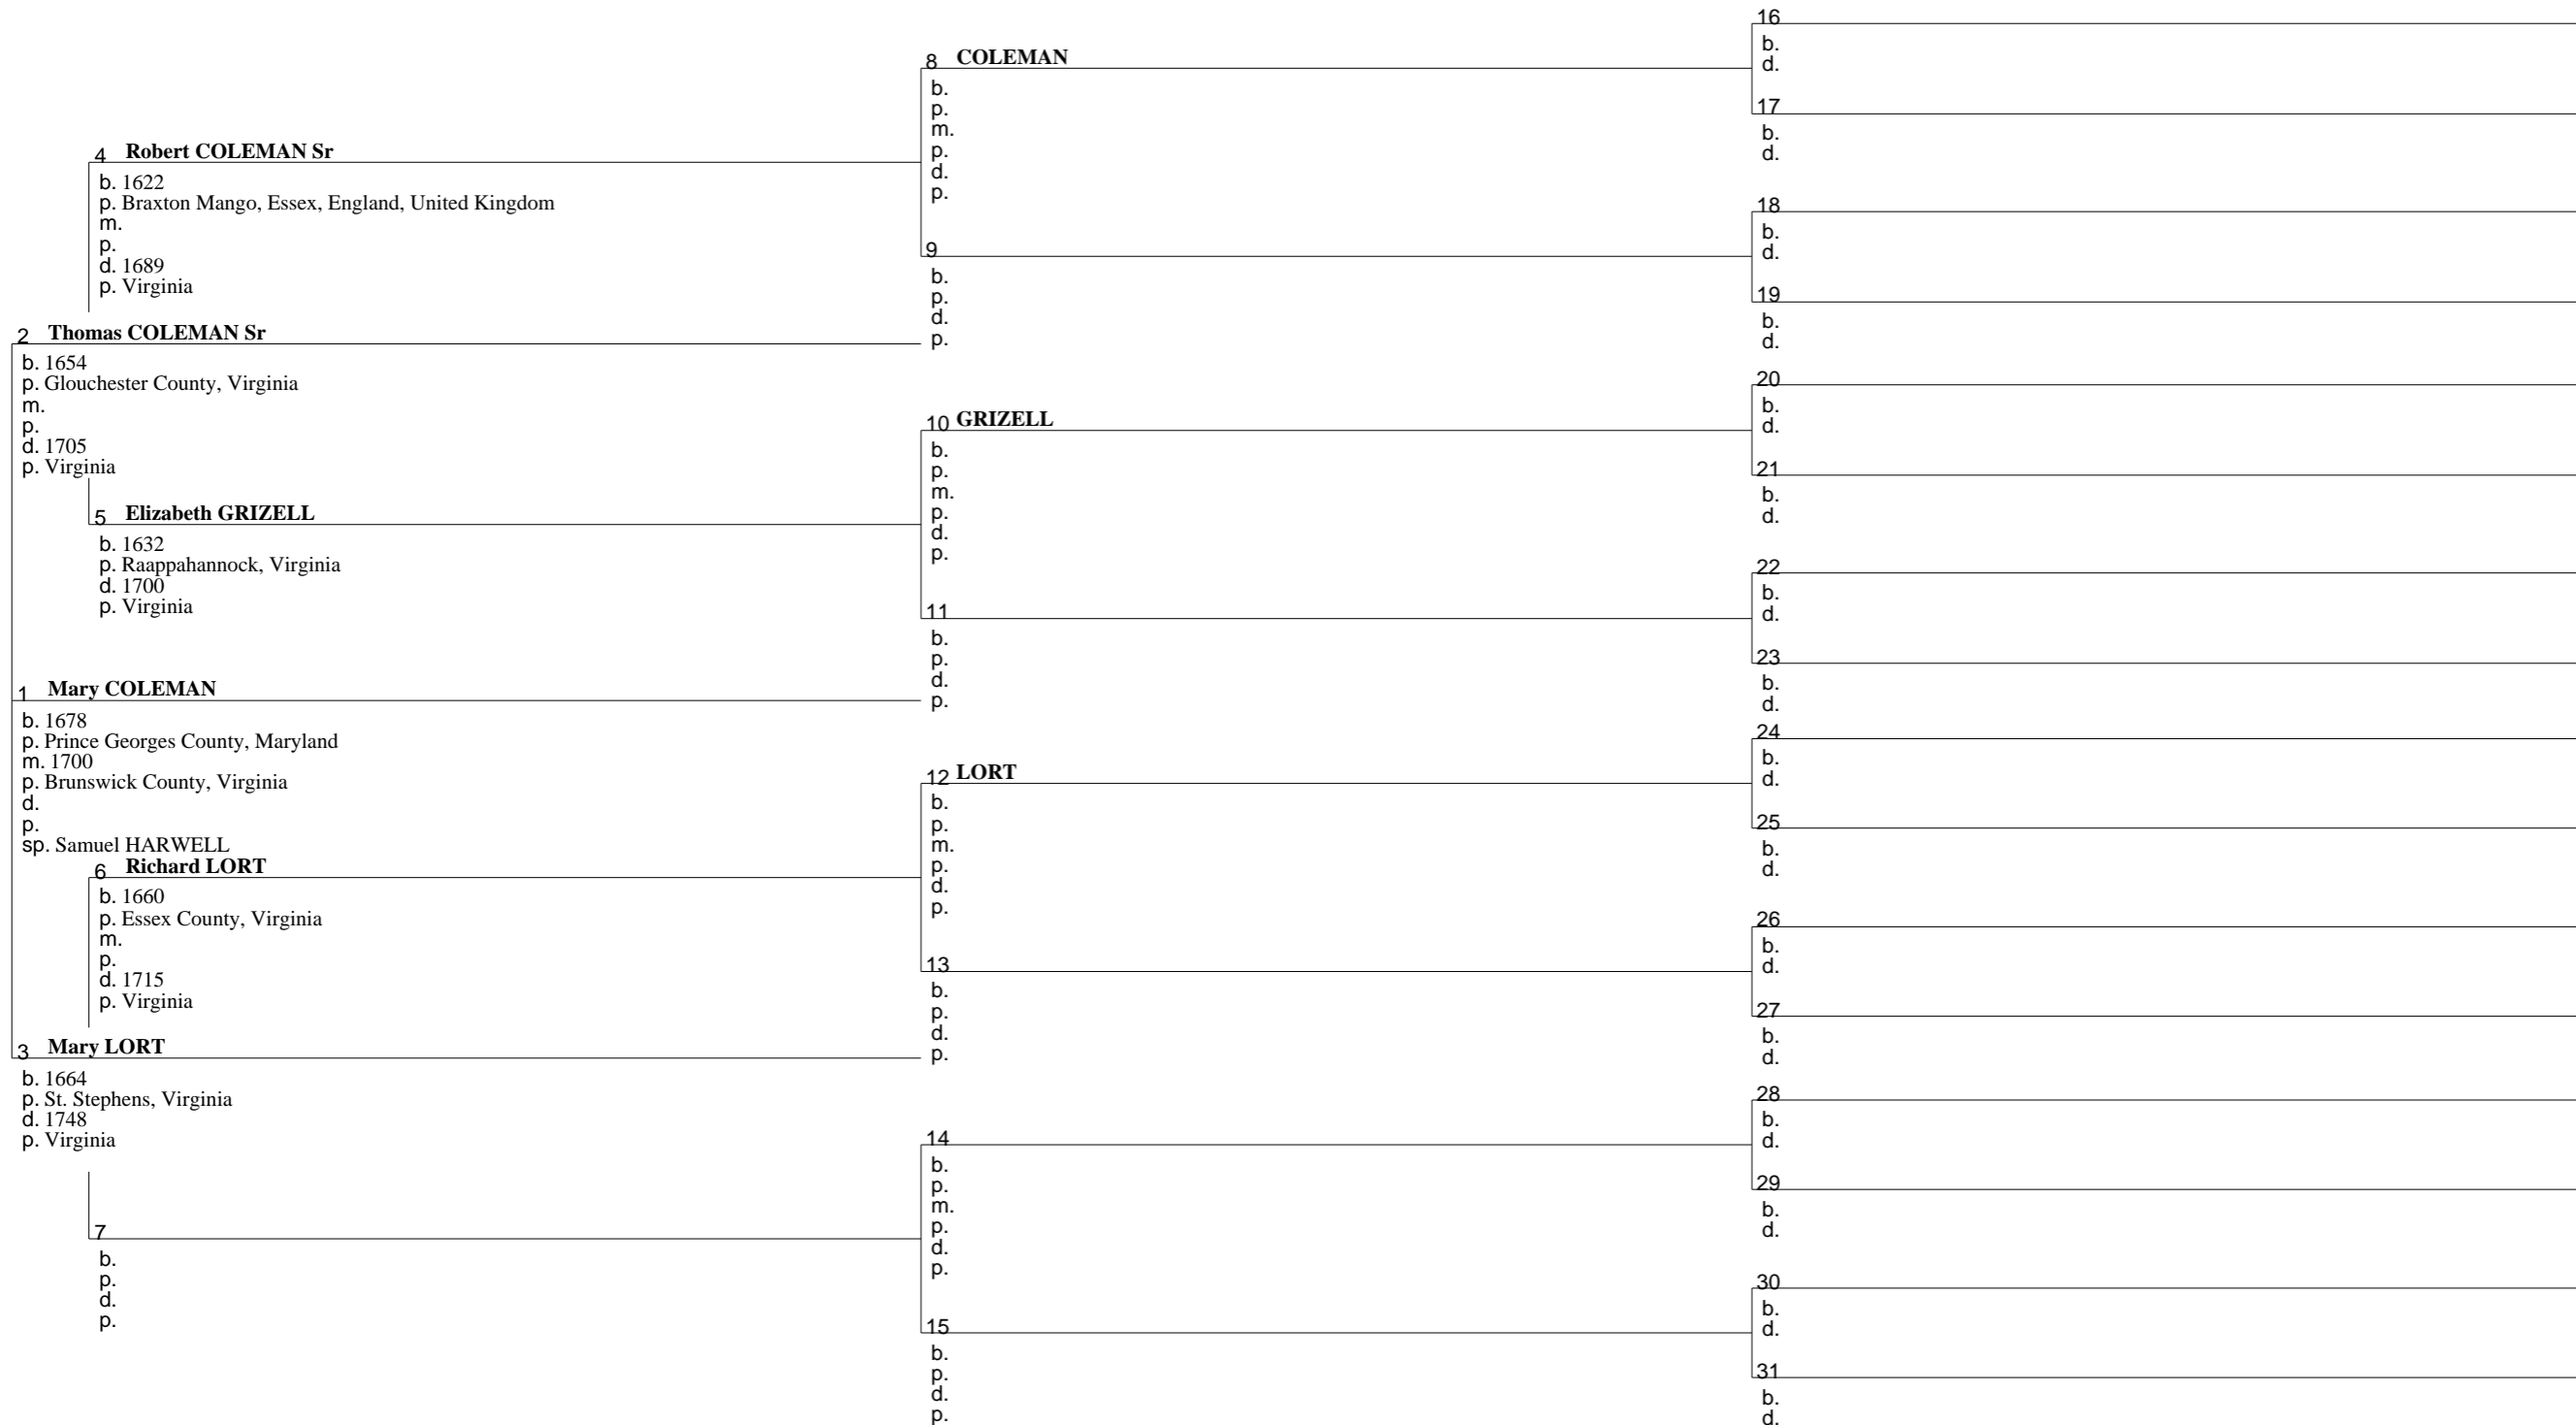 4 Robert COLEMAN Sr
b. 1622
p. Braxton Mango, Essex, England, United Kingdom
m.
p.
d. 1689
p. Virginia
2 Thomas COLEMAN Sr
b. 1654
p. Glouchester County, Virginia
m.
p.
d. 1705
p. Virginia
5 Elizabeth GRIZELL
b. 1632
p. Raappahannock, Virginia
d. 1700
p. Virginia
1 Mary COLEMAN
b. 1678
p. Prince Georges County, Maryland
m. 1700
p. Brunswick County, Virginia
d.
p.
sp. Samuel HARWELL
6 Richard LORT
b. 1660
p. Essex County, Virginia
m.
p.
d. 1715
p. Virginia
3 Mary LORT
b. 1664
p. St. Stephens, Virginia
d. 1748
p. Virginia
7
b.
p.
d.
p.
8 COLEMAN
b.
p.
m.
p.
d.
p.
9
b.
p.
d.
p.
10 GRIZELL
b.
p.
m.
p.
d.
p.
11
b.
p.
d.
p.
12 LORT
b.
p.
m.
p.
d.
p.
13
b.
p.
d.
p.
14
b.
p.
m.
p.
d.
p.
15
b.
p.
d.
p.
16
b.
d.
17
b.
d.
18
b.
d.
19
b.
d.
20
b.
d.
21
b.
d.
22
b.
d.
23
b.
d.
24
b.
d.
25
b.
d.
26
b.
d.
27
b.
d.
28
b.
d.
29
b.
d.
30
b.
d.
31
b.
d.